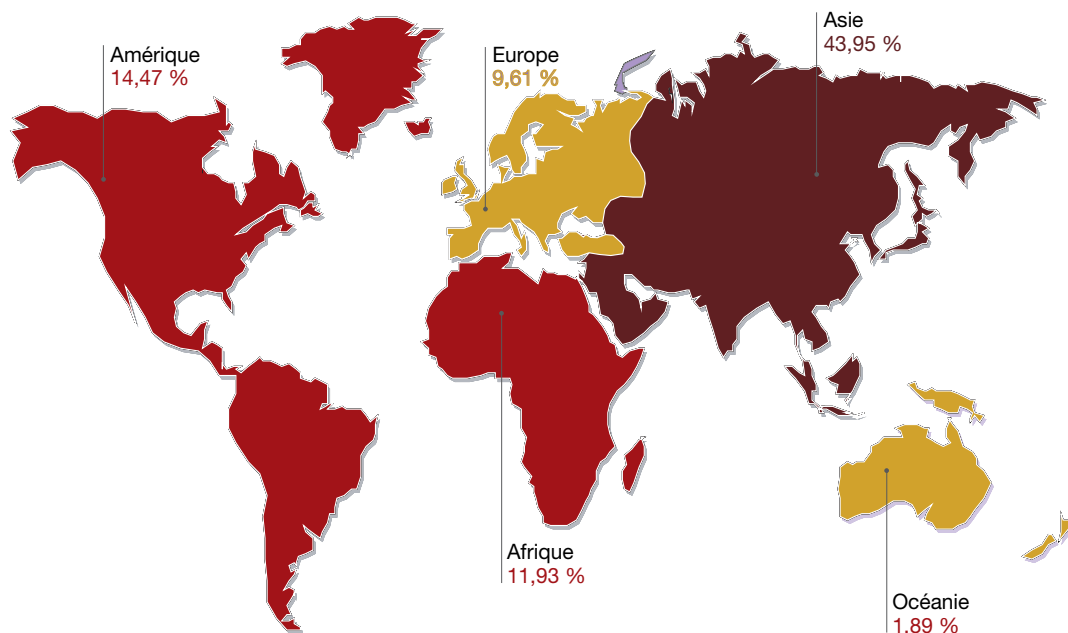 Asie
43,95 %
Amérique
14,47 %
Europe
9,61 %
Afrique
11,93 %
Océanie
1,89 %